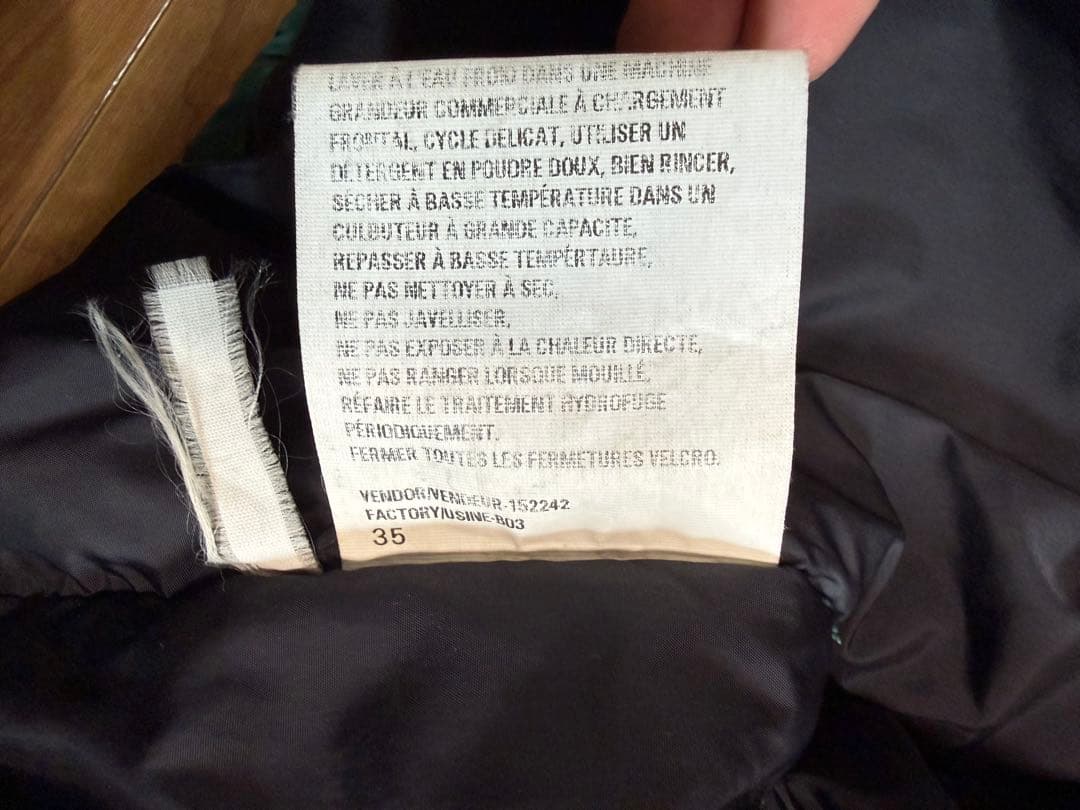 LAVER À L'EAU FROID DANS UNE MACHINE
GRANDEUR COMMERCIALE À CHARGEMENT
FRONTAL, CYCLE DELICAT, UTILISER UN
DÉTERGENT EN POUDRE DOUX, BIEN RINCER,
SÉCHER À BASSE TEMPÉRATURE DANS UN
CULBUTEUR À GRANDE CAPACITE,
REPASSER À BASSE TEMPÉRTAURE,
NE PAS NETTOYER À SEC,
NE PAS JAVELLISER,
NE PAS EXPOSER À LA CHALEUR DIRECTE,
NE PAS RANGER LORSQUE MOUILLÉ,
RÉFAIRE LE TRAITEMENT HYDROFUGE
PÉRIODIQUEMENT.
FERMER TOUTES LES FERMETURES VELCRO.
VENDOR/VENDEUR-152242
FACTORY/USIINE-B03
35